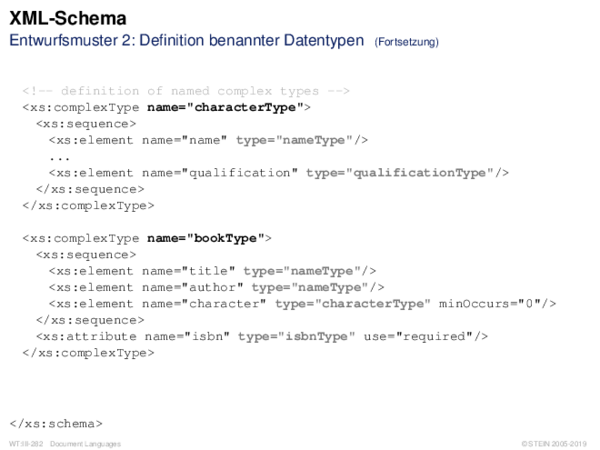 XML-Schema
Entwurfsmuster 2: Definition benannter Datentypen (Fortsetzung)
<!-- definition of named complex types -->
<xs:complexType name="characterType">
<xs:sequence>
<xs:element name="name" type="nameType"/>
...
<xs:element name="qualification" type="qualificationType"/>
</xs:sequence>
</xs:complexType>
<xs:complexType name="bookType">
<xs:sequence>
<xs:element name="title" type="nameType"/>
<xs:element name="author" type="nameType"/>
<xs:element name="character" type="characterType" minOccurs="0"/>
</xs:sequence>
<xs:attribute name="isbn" type="isbnType" use="required"/>
</xs:complexType>
</xs:schema>
WT:III-282 Document Languages
© STEIN 2005-2019